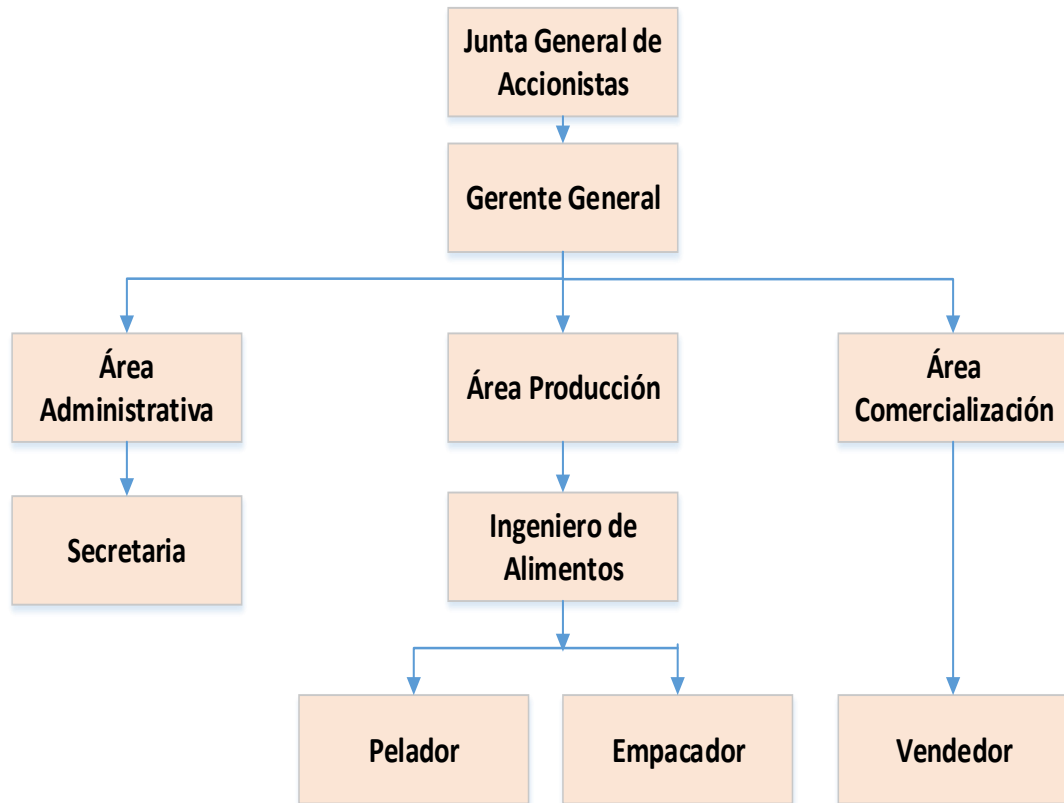 Junta General de
Accionistas
Gerente General
Área
Administrativa
Área Producción
Área
Comercialización
Secretaria
Ingeniero de
Alimentos
Pelador
Empacador
Vendedor